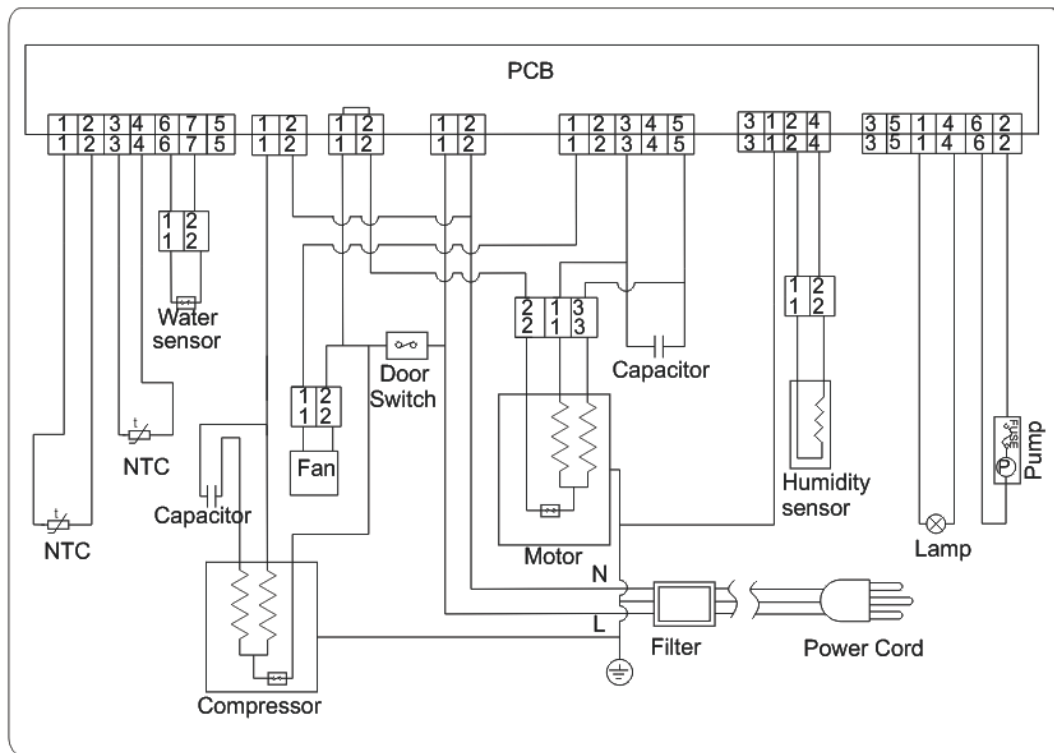 PCB
1 2 3 4 6 7 5
1 2 3 4 6 7 5
1 2
1 2
1 2
1 2
1 2
1 2
1 2 3 4 5
1 2 3 4 5
3 1 2 4
3 1 2 4
3 5 1 4 6 2
3 5 1 4 6 2
1 2
1 2
Water
sensor
2 1 3
2 1 3
1 2
1 2
Door
Switch
Capacitor
1 2
1 2
Fan
t
NTC
t
NTC
Capacitor
Motor
Humidity
sensor
FUSE
P
Pump
Lamp
N
L
Filter
Power Cord
Compressor